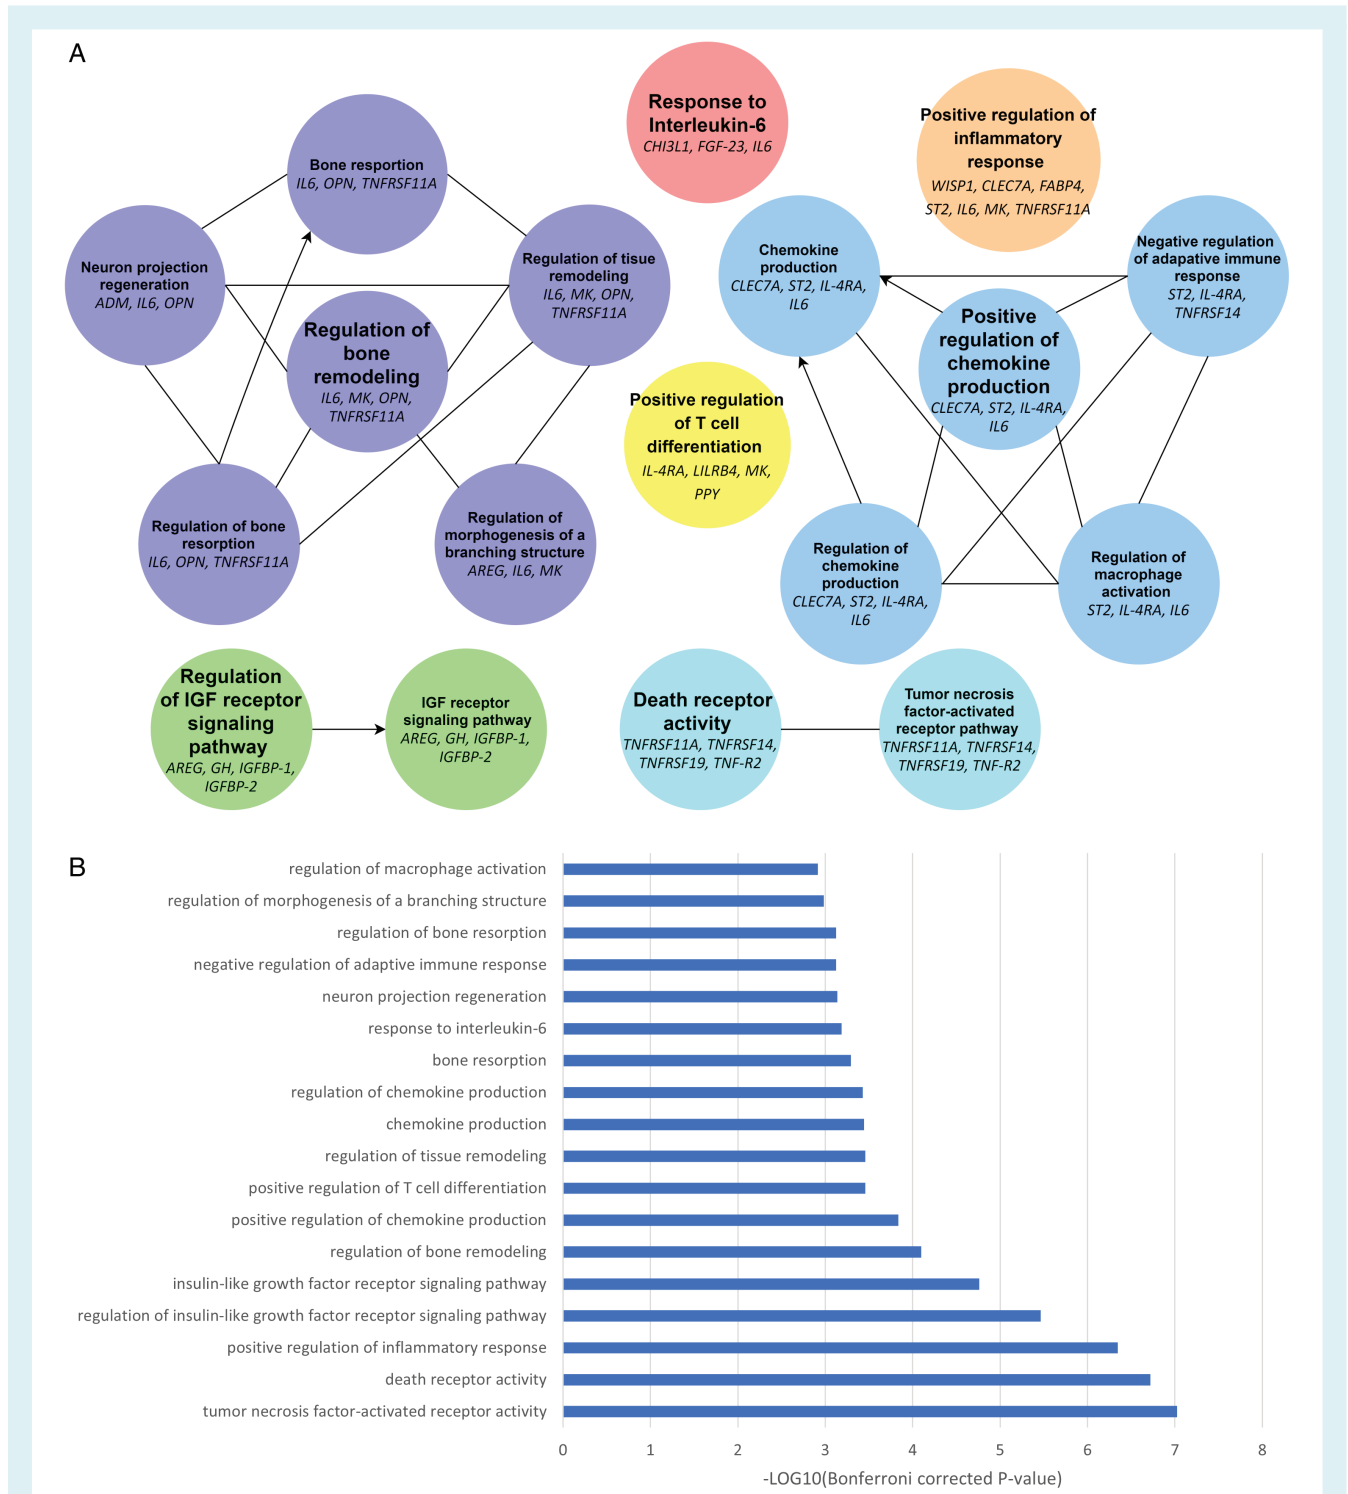 A
Response to
Interleukin-6
CHI3L1, FGF-23, IL6
Positive regulation of
inflammatory
response
WISP1, CLEC7A, FABP4,
ST2, IL6, MK, TNFRSF11A
Bone resportion
IL6, OPN, TNFRSF11A
Neuron projection
regeneration
ADM, IL6, OPN
Regulation of tisue
remodeling
IL6, MK, OPN,
TNFRSF11A
Regulation of
bone
remodeling
IL6, MK, OPN,
TNFRSF11A
Regulation of bone
resorption
IL6, OPN, TNFRSF11A
Regulation of
morphogenesis of a
branching structure
AREG, IL6, MK
Chemokine
production
CLEC7A, ST2, IL-4RA,
IL6
Negative regulation
of adapative immune
response
ST2, IL-4RA,
TNFRSF14
Positive
regulation of
chemokine
production
CLEC7A, ST2, IL-4RA,
IL6
Positive regulation
of T cell
differentiation
IL-4RA, LILRB4, MK,
PPY
Regulation of
chemokine
production
CLEC7A, ST2, IL-4RA,
IL6
Regulation of
macrophage
activation
ST2, IL-4RA, IL6
Regulation
of IGF receptor
signaling
pathway
AREG, GH, IGFBP-1,
IGFBP-2
IGF receptor
signaling pathway
AREG, GH, IGFBP-1,
IGFBP-2
Death receptor
activity
TNFRSF11A, TNFRSF14,
TNFRSF19, TNF-R2
Tumor necrosis
factor-activated
receptor pathway
TNFRSF11A, TNFRSF14,
TNFRSF19, TNF-R2
B
regulation of macrophage activation
regulation of morphogenesis of a branching structure
regulation of bone resorption
negative regulation of adaptive immune response
neuron projection regeneration
response to interleukin-6
bone resorption
regulation of chemokine production
chemokine production
regulation of tissue remodeling
positive regulation of T cell differentiation
positive regulation of chemokine production
regulation of bone remodeling
insulin-like growth factor receptor signaling pathway
regulation of insulin-like growth factor receptor signaling pathway
positive regulation of inflammatory response
death receptor activity
tumor necrosis factor-activated receptor activity
0 1 2 3 4 5 6 7 8
-LOG10(Bonferroni corrected P-value)